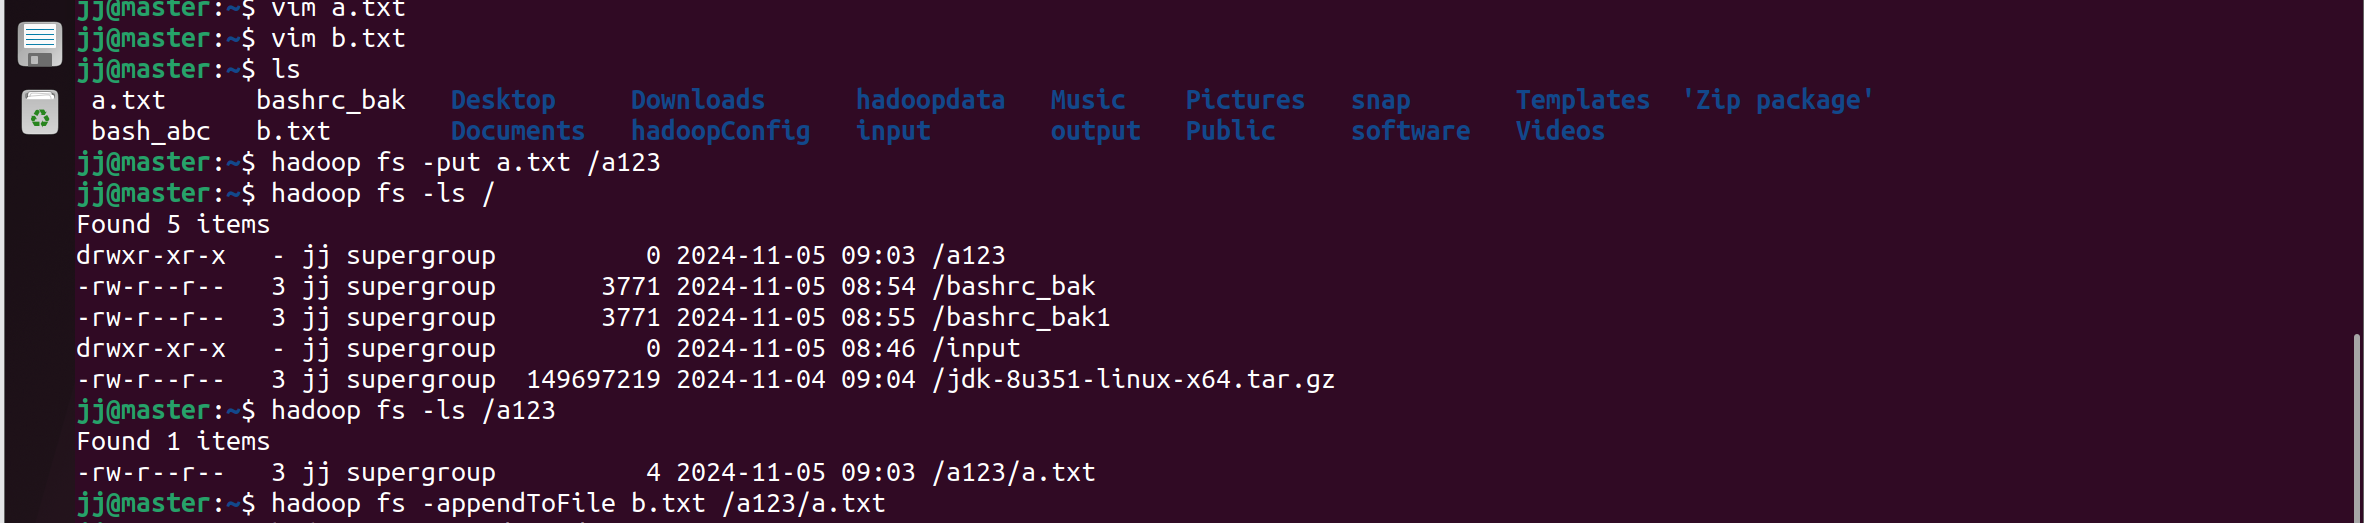 jj@master:~$ vim a.txt
jj@master:~$ vim b.txt
jj@master:~$ ls
a.txt bashrc_bak Desktop Downloads hadoopdata Music Pictures snap Templates 'Zip package'
bash_abc b.txt Documents hadoopConfig input output Public software Videos
jj@master:~$ hadoop fs -put a.txt /a123
jj@master:~$ hadoop fs -ls /
Found 5 items
drwxr-xr-x - jj supergroup 0 2024-11-05 09:03 /a123
-rw-r--r-- 3 jj supergroup 3771 2024-11-05 08:54 /bashrc_bak
-rw-r--r-- 3 jj supergroup 3771 2024-11-05 08:55 /bashrc_bak1
drwxr-xr-x - jj supergroup 0 2024-11-05 08:46 /input
-rw-r--r-- 3 jj supergroup 149697219 2024-11-04 09:04 /jdk-8u351-linux-x64.tar.gz
jj@master:~$ hadoop fs -ls /a123
Found 1 items
-rw-r--r-- 3 jj supergroup 4 2024-11-05 09:03 /a123/a.txt
jj@master:~$ hadoop fs -appendToFile b.txt /a123/a.txt